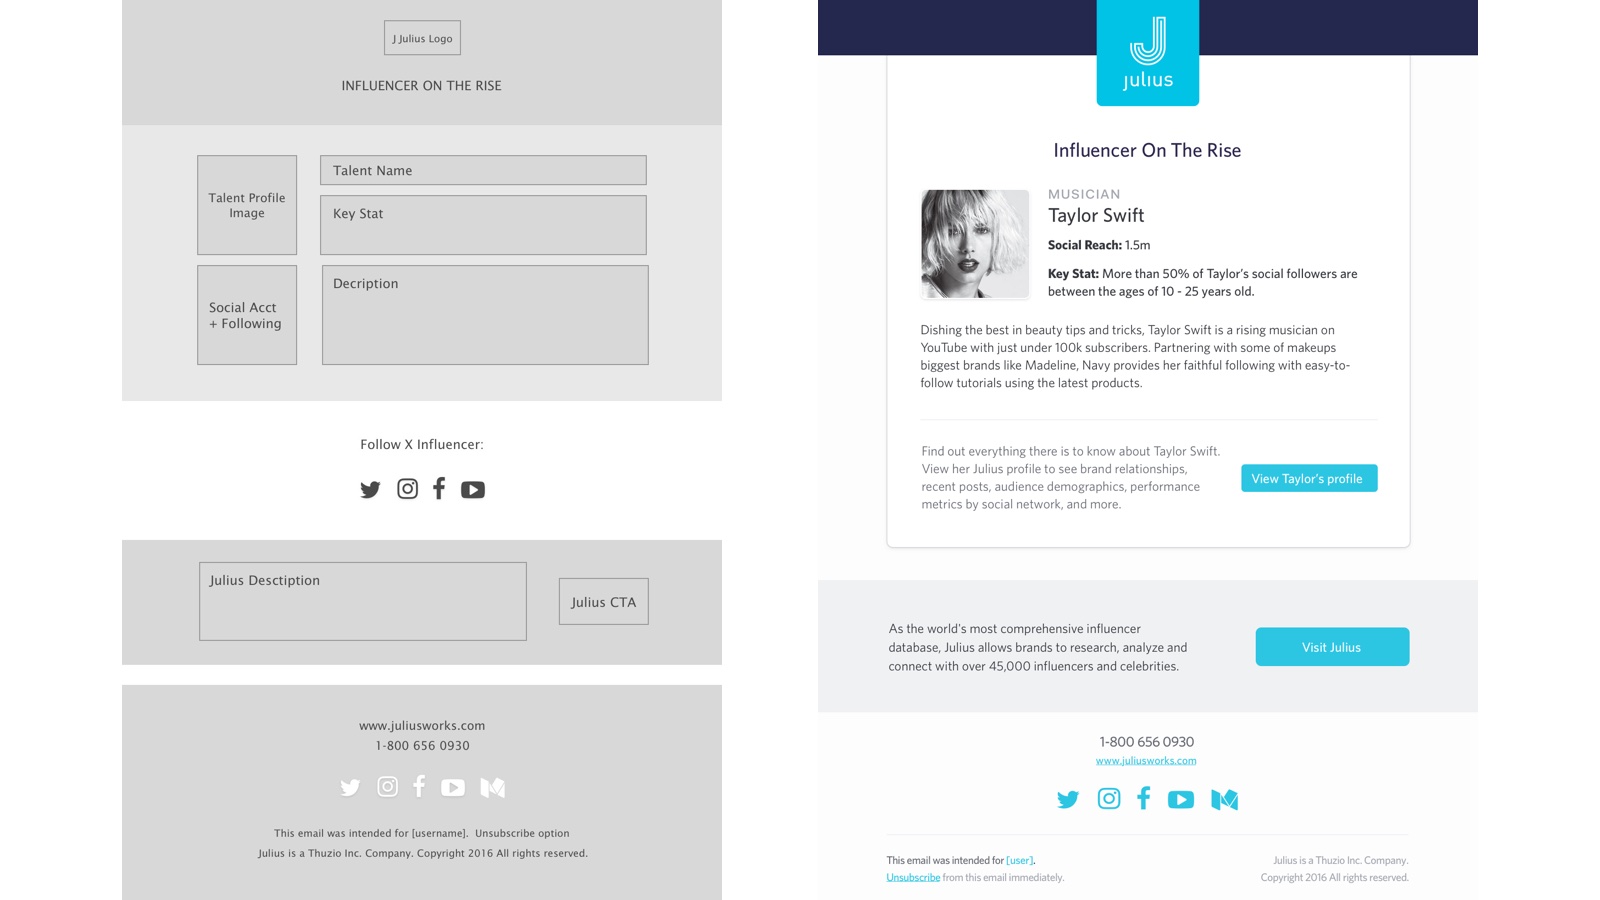 J Julius Logo
INFLUENCER ON THE RISE
Talent Profile
Image
Talent Name
Key Stat
Social Acct
+ Following
Decription
Follow X Influencer:
Julius Desctiption
Julius CTA
www.juliusworks.com
1-800 656 0930
This email was intended for [username]. Unsubscribe option
Julius is a Thuzio Inc. Company. Copyright 2016 All rights reserved.
J
julius
Influencer On The Rise
MUSICIAN
Taylor Swift
Social Reach: 1.5m
Key Stat: More than 50% of Taylor's social followers are
between the ages of 10 - 25 years old.
Dishing the best in beauty tips and tricks, Taylor Swift is a rising musician on
YouTube with just under 100k subscribers. Partnering with some of makeups
biggest brands like Madeline, Navy provides her faithful following with easy-to-
follow tutorials using the latest products.
Find out everything there is to know about Taylor Swift.
View her Julius profile to see brand relationships,
recent posts, audience demographics, performance
metrics by social network, and more.
View Taylor's profile
As the world's most comprehensive influencer
database, Julius allows brands to research, analyze and
connect with over 45,000 influencers and celebrities.
Visit Julius
1-800 656 0930
www.juliusworks.com
This email was intended for [user].
Unsubscribe from this email immediately.
Julius is a Thuzio Inc. Company.
Copyright 2016 All rights reserved.